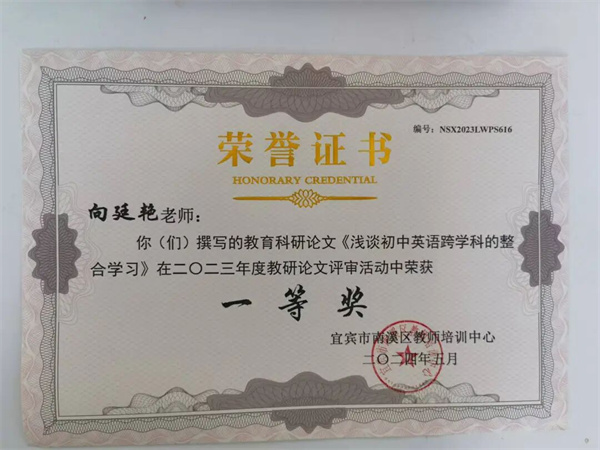 编号：NSX2023LWPS616
荣誉证书
HONORARY CREDENTIAL
向廷艳老师：
你（们）撰写的教育科研论文《浅谈初中英语跨学科的整
合学习》在二〇二三年度教研论文评审活动中荣获
一等奖
宜宾市南溪区教师培训中心
二〇二四年五月